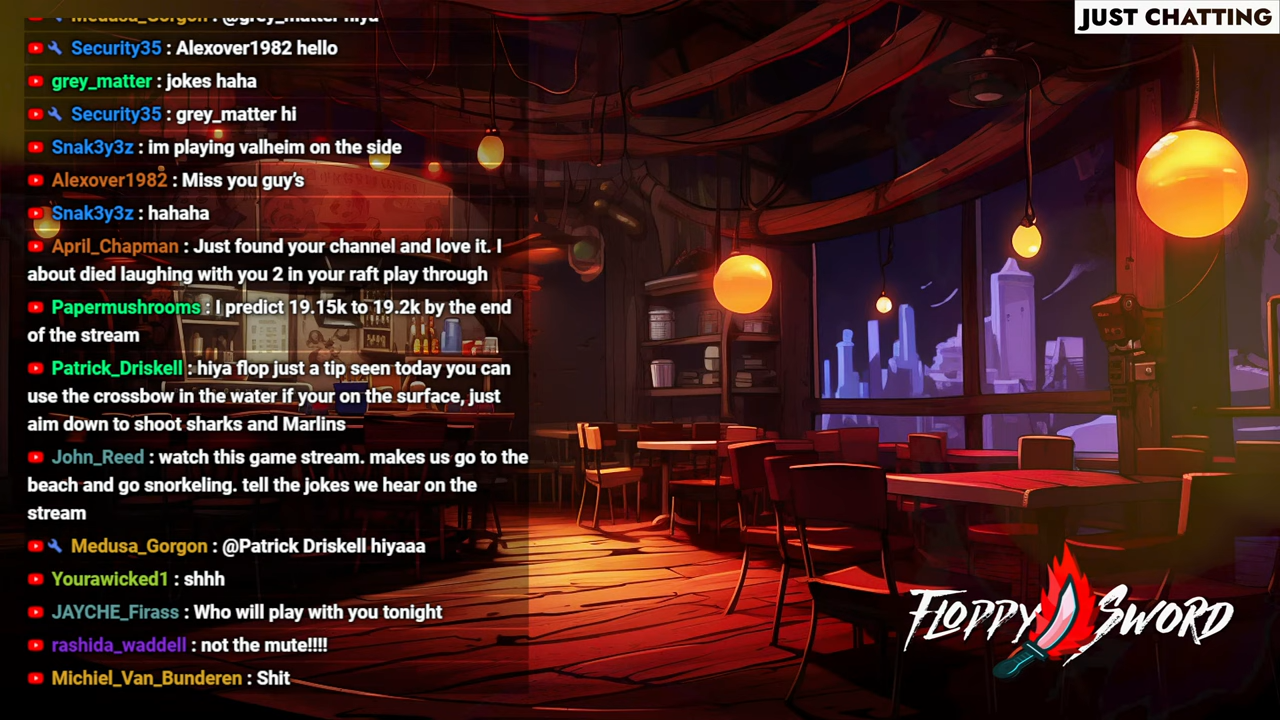 Medusa_Gorgon : @grey_matter hiya
JUST CHATTING
Security35 : Alexover1982 hello
grey_matter : jokes haha
Security35 : grey_matter hi
Snak3y3z : im playing valheim on the side
Alexover1982 : Miss you guy's
Snak3y3z : hahaha
April_Chapman : Just found your channel and love it. I
about died laughing with you 2 in your raft play through
Papermushrooms : I predict 19.15k to 19.2k by the end
of the stream
Patrick_Driskell : hiya flop just a tip seen today you can
use the crossbow in the water if your on the surface, just
aim down to shoot sharks and Marlins
John_Reed : watch this game stream. makes us go to the
beach and go snorkeling. tell the jokes we hear on the
stream
Medusa_Gorgon : @Patrick Driskell hiyaaa
Yourawicked1 : shhh
JAYCHE_Firass : Who will play with you tonight
rashida_waddell : not the mute!!!!
Michiel_Van_Bunderen : Shit
FLOPPY SWORD